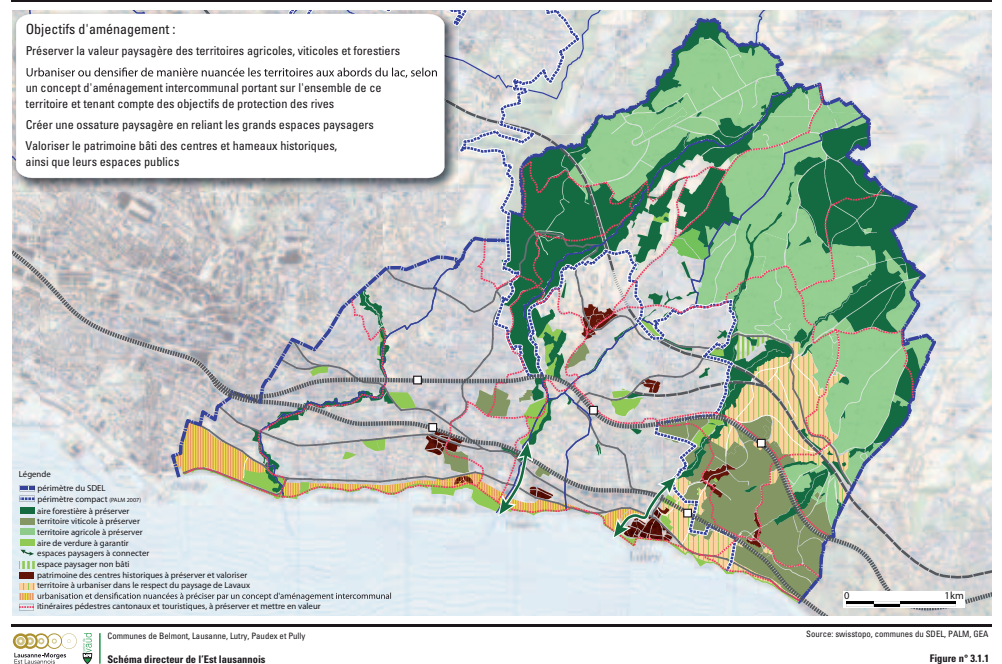 Objectifs d'aménagement :
Préserver la valeur paysagère des territoires agricoles, viticoles et forestiers
Urbaniser ou densifier de manière nuancée les territoires aux abords du lac, selon
un concept d'aménagement intercommunal portant sur l'ensemble de ce
territoire et tenant compte des objectifs de protection des rives
Créer une ossature paysagère en reliant les grands espaces paysagers
Valoriser le patrimoine bâti des centres et hameaux historiques,
ainsi que leurs espaces publics
Lutry
Légende
périmètre du SDEL
périmètre compact (PALM 2007)
aire forestière à préserver
territoire viticole à préserver
territoire agricole à préserver
aire de verdure à garantir
espaces paysagers à connecter
espace paysager non bâti
patrimoine des centres historiques à préserver et valoriser
territoire à urbaniser dans le respect du paysage de Lavaux
urbanisation et densification nuancées à préciser par un concept d'aménagement intercommunal
itinéraires pédestres cantonaux et touristiques, à préserver et mettre en valeur
0 1km
Lausanne-Morges
Est Lausannois
vaud
Communes de Belmont, Lausanne, Lutry, Paudex et Pully
Schéma directeur de l'Est lausannois
Source: swisstopo, communes du SDEL, PALM, GEA
Figure n° 3.1.1